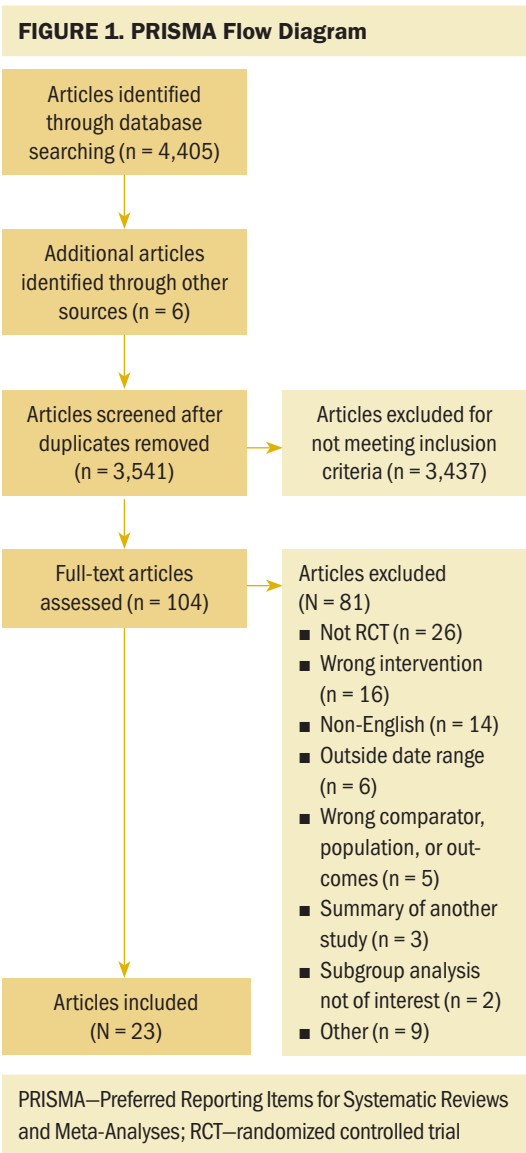 FIGURE 1. PRISMA Flow Diagram
Articles identified
through database
searching (n = 4,405)
Additional articles
identified through other
sources (n = 6)
Articles screened after
duplicates removed
(n = 3,541)
Articles excluded for
not meeting inclusion
criteria (n = 3,437)
Full-text articles
assessed (n = 104)
Articles excluded
(N = 81)
■ Not RCT (n = 26)
■ Wrong intervention
(n = 16)
■ Non-English (n = 14)
■ Outside date range
(n = 6)
■ Wrong comparator,
population, or out-
comes (n = 5)
■ Summary of another
study (n = 3)
■ Subgroup analysis
not of interest (n = 2)
■ Other (n = 9)
Articles included
(N = 23)
PRISMA—Preferred Reporting Items for Systematic Reviews
and Meta-Analyses; RCT—randomized controlled trial